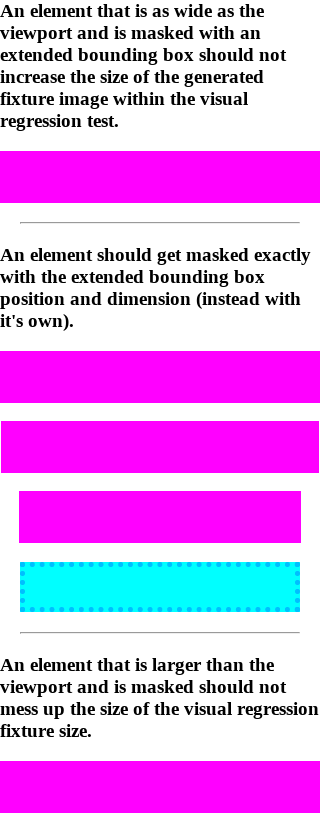 An element that is as wide as the
viewport and is masked with an
extended bounding box should not
increase the size of the generated
fixture image within the visual
regression test.
An element should get masked exactly
with the extended bounding box
position and dimension (instead with
it's own).
An element that is larger than the
viewport and is masked should not
mess up the size of the visual regression
fixture size.